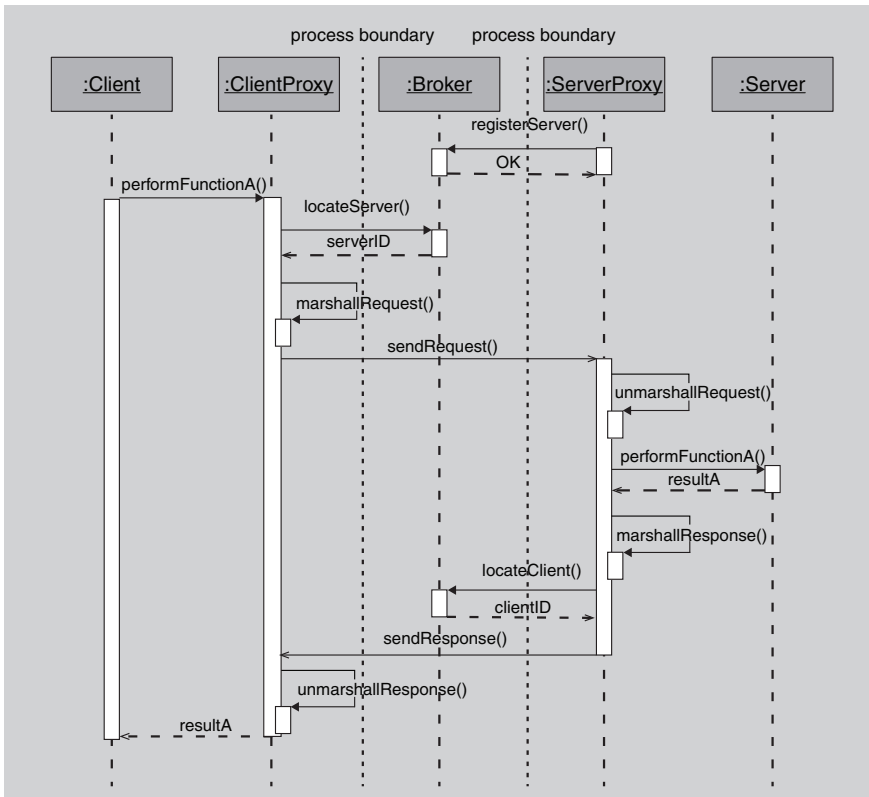 process boundary process boundary
:Client :ClientProxy :Broker :ServerProxy :Server
registerServer()
OK
performFunctionA()
locateServer()
serverID
marshallRequest()
sendRequest()
unmarshallRequest()
performFunctionA()
resultA
marshallResponse()
locateClient()
clientID
sendResponse()
unmarshallResponse()
resultA